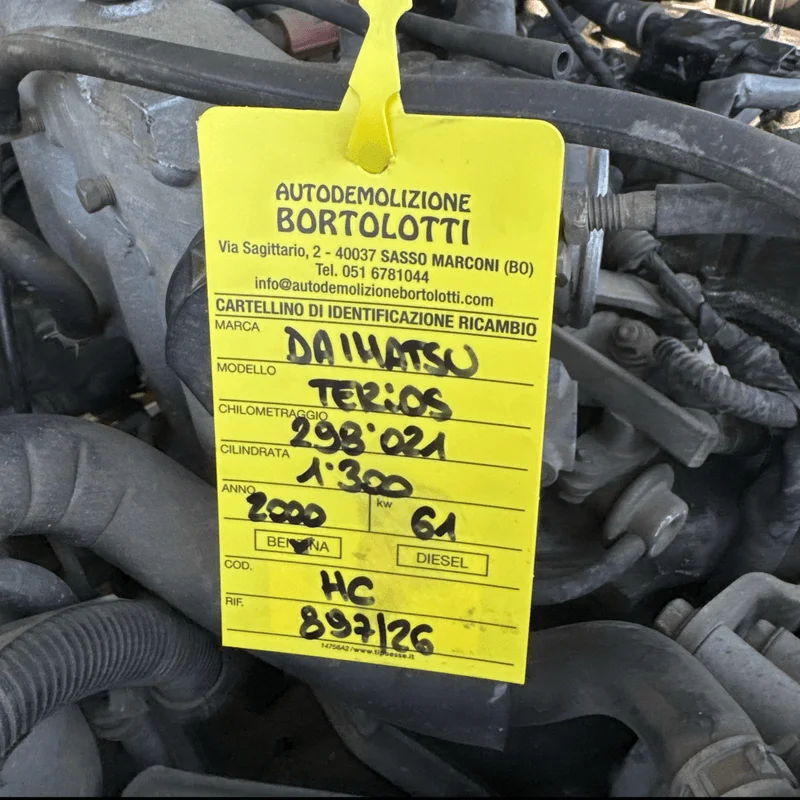 AUTODEMOLIZIONE
BORTOLOTTI
Via Sagittario, 2 - 40037 SASSO MARCONI (BO)
Tel. 051 6781044
info@autodemolizionebortolotti.com
CARTELLINO DI IDENTIFICAZIONE RICAMBIO
MARCA DAIHATSU
MODELLO TERiOS
CHILOMETRAGGIO 298'021
CILINDRATA 1'300
ANNO 2000 kw 61
BENZINA DIESEL
COD. HC
RIF. 897/26